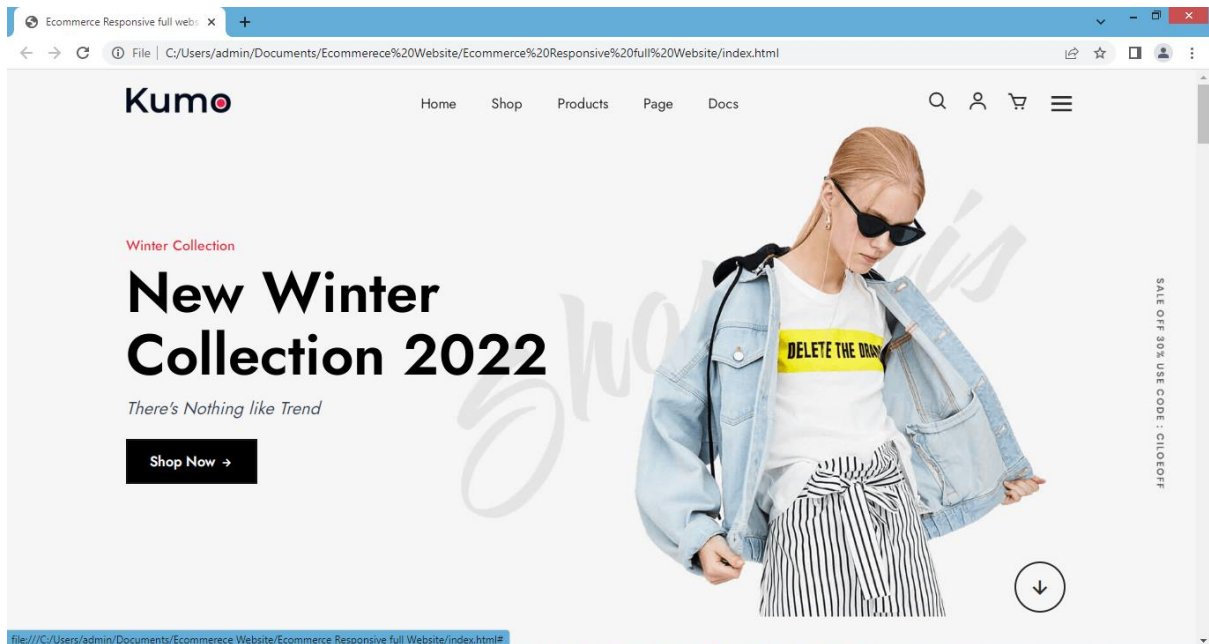 Ecommerce Responsive full webs
File | C:/Users/admin/Documents/Ecommerece%20Website/Ecommerce%20Responsive%20full%20Website/index.html
Kumo
Home Shop Products Page Docs
Winter Collection
New Winter
Collection 2022
There's Nothing like Trend
Shop Now →
DELETE THE DRAM
SALE OFF 30% USE CODE : CILOEOFF
file:///C:/Users/admin/Documents/Ecommerece Website/Ecommerce Responsive full Website/index.html#